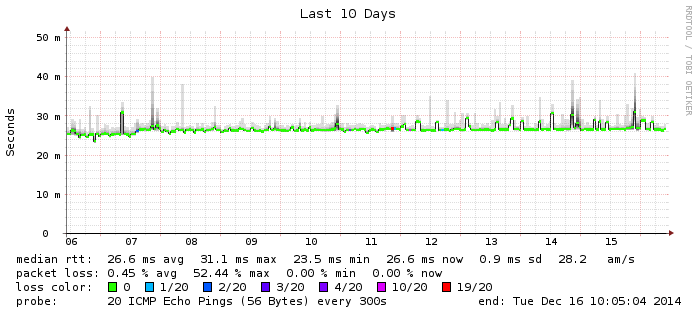 Last 10 Days
RRDTOOL / TOBI OETIKER
Seconds
50 m
40 m
30 m
20 m
10 m
0
06 07 08 09 10 11 12 13 14 15
median rtt: 26.6 ms avg 31.1 ms max 23.5 ms min 26.6 ms now 0.9 ms sd 28.2 am/s
packet loss: 0.45 % avg 52.44 % max 0.00 % min 0.00 % now
loss color: 0 1/20 2/20 3/20 4/20 10/20 19/20
probe: 20 ICMP Echo Pings (56 Bytes) every 300s end: Tue Dec 16 10:05:04 2014